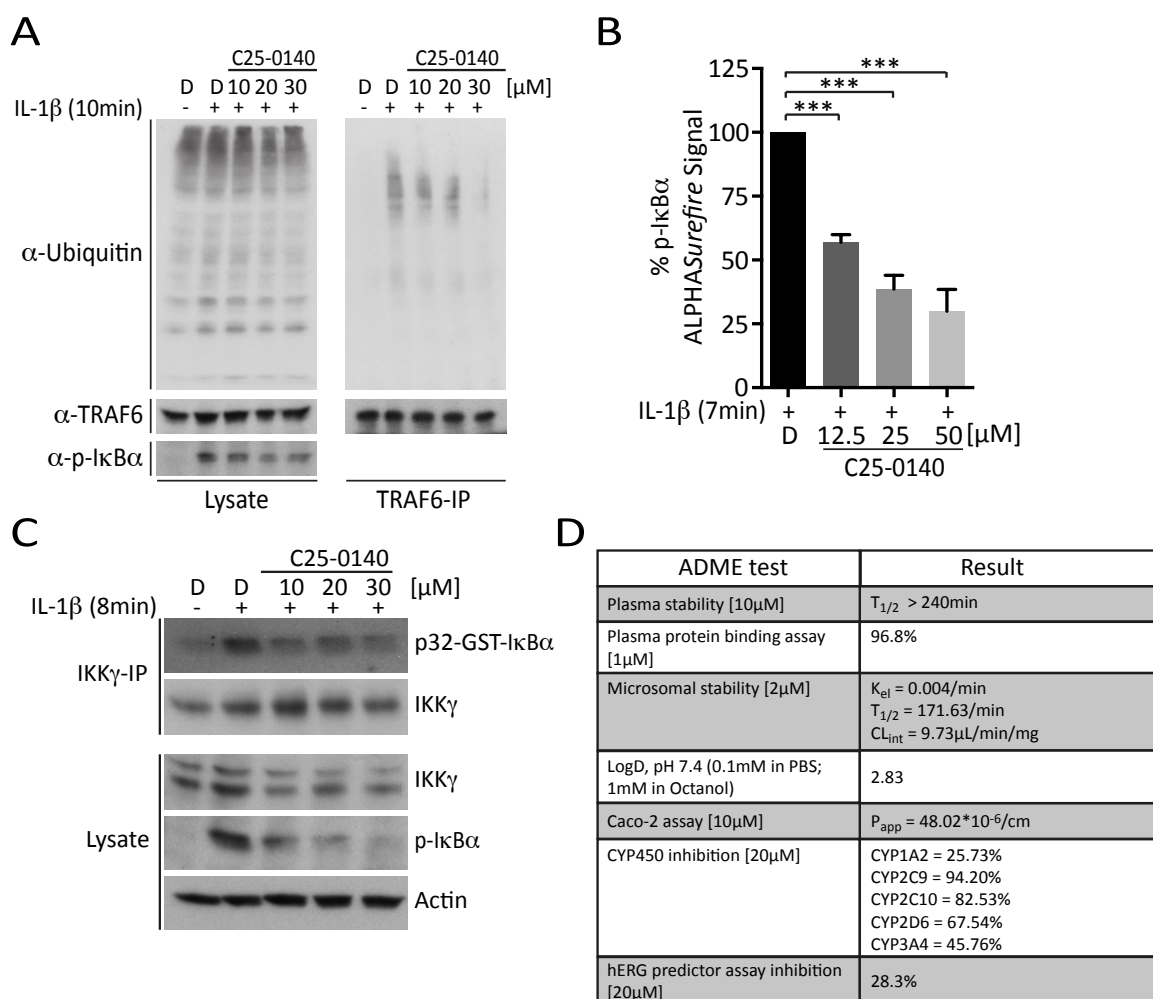 A
C25-0140
D D 10 20 30
IL-1β (10min) - + + + +
C25-0140
D D 10 20 30 [μM]
- + + + +
α-Ubiquitin
α-TRAF6
α-p-IκBα
Lysate
TRAF6-IP
B
% p-IκBα
ALPHASurefire Signal
125
100
75
50
25
0
***
***
***
IL-1β (7min) + + + +
D 12.5 25 50 [μM]
C25-0140
C
C25-0140
D D 10 20 30 [μM]
IL-1β (8min) - + + + +
IKKγ-IP
p32-GST-IκBα
IKKγ
Lysate
IKKγ
p-IκBα
Actin
D
ADME test Result
Plasma stability [10μM] T1/2 > 240min
Plasma protein binding assay
[1μM]
96.8%
Microsomal stability [2μM] Kel = 0.004/min
T1/2 = 171.63/min
CLint = 9.73μL/min/mg
LogD, pH 7.4 (0.1mM in PBS;
1mM in Octanol)
2.83
Caco-2 assay [10μM] Papp = 48.02*10-6/cm
CYP450 inhibition [20μM] CYP1A2 = 25.73%
CYP2C9 = 94.20%
CYP2C10 = 82.53%
CYP2D6 = 67.54%
CYP3A4 = 45.76%
hERG predictor assay inhibition
[20μM]
28.3%